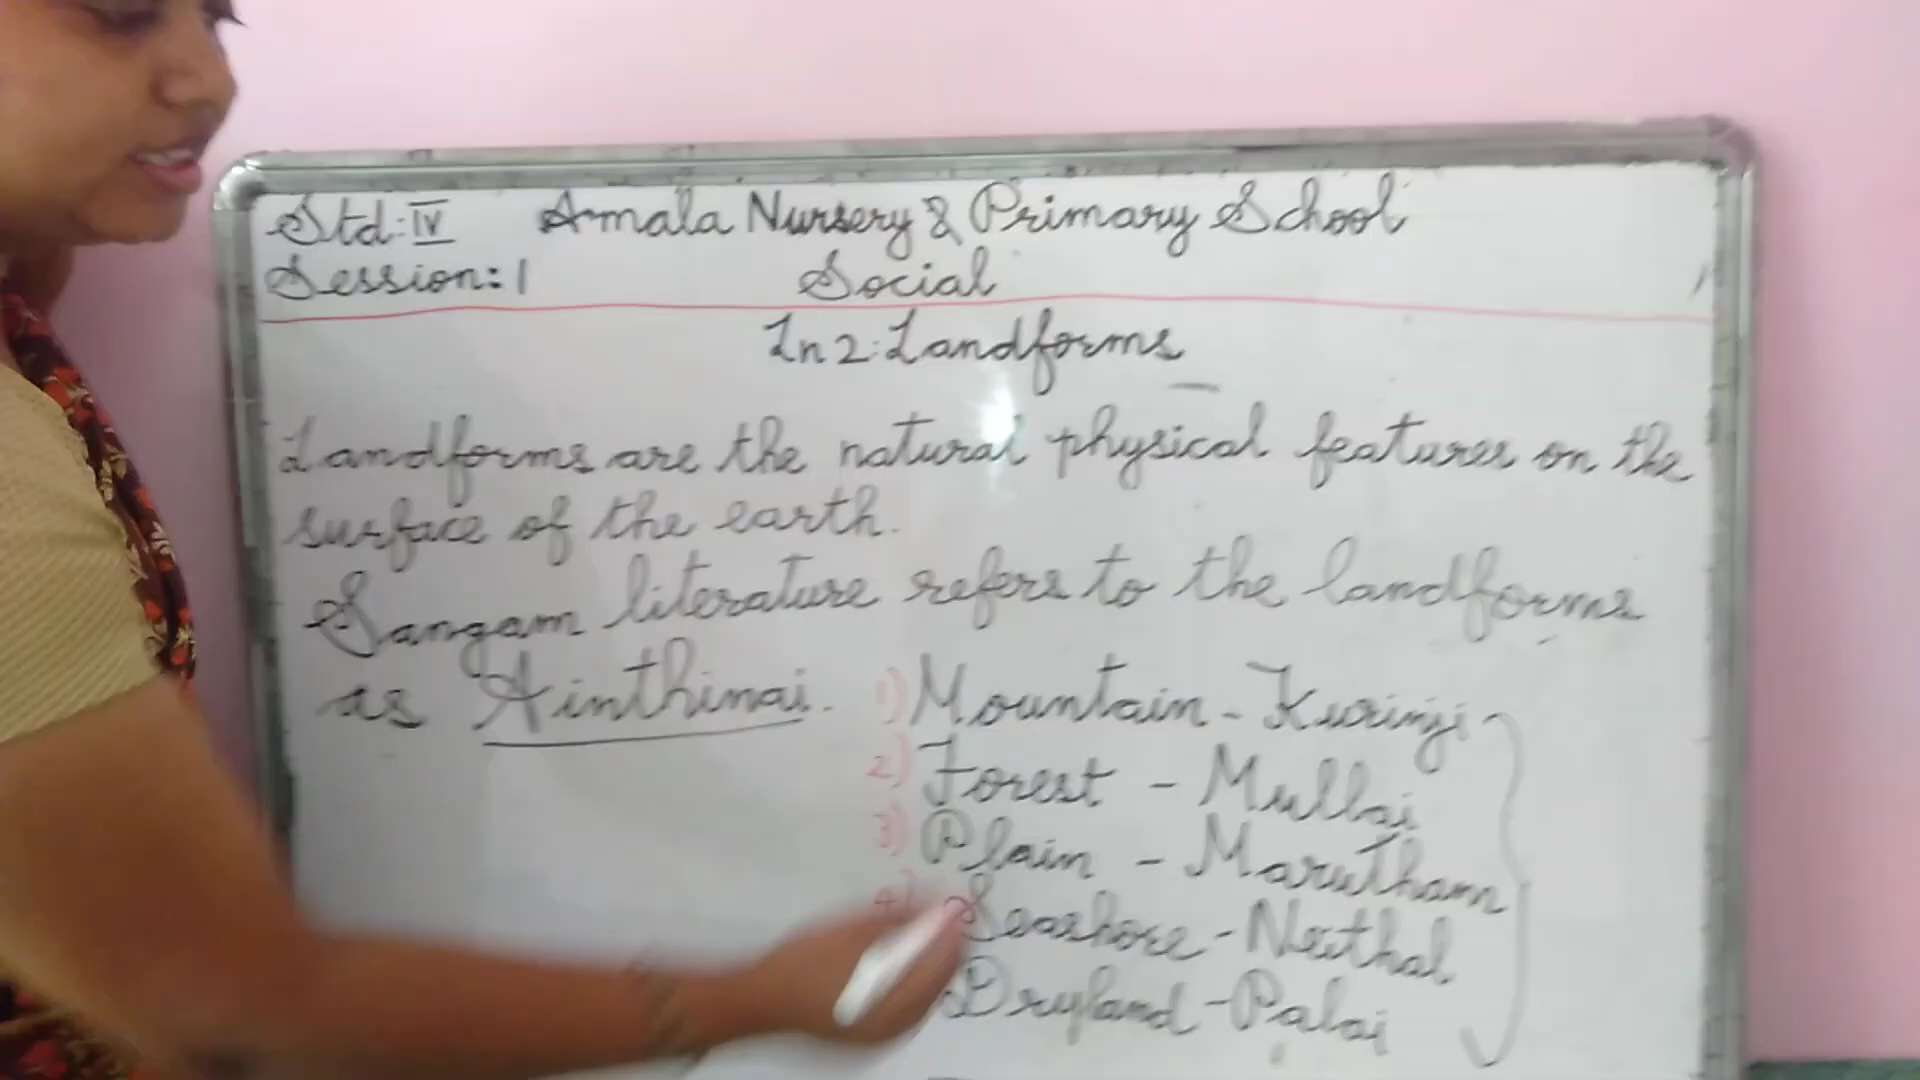 Std: IV Amala Nursery & Primary School
Session: 1 Social
Ln 2: Landforms
Landforms are the natural physical features on the
surface of the earth.
Sangam literature refers to the landforms
as Ainthinai. 1) Mountain - Kurinji
2) Forest - Mullai
3) Plain - Marutham
4) Seashore - Neithal
Dryland - Palai